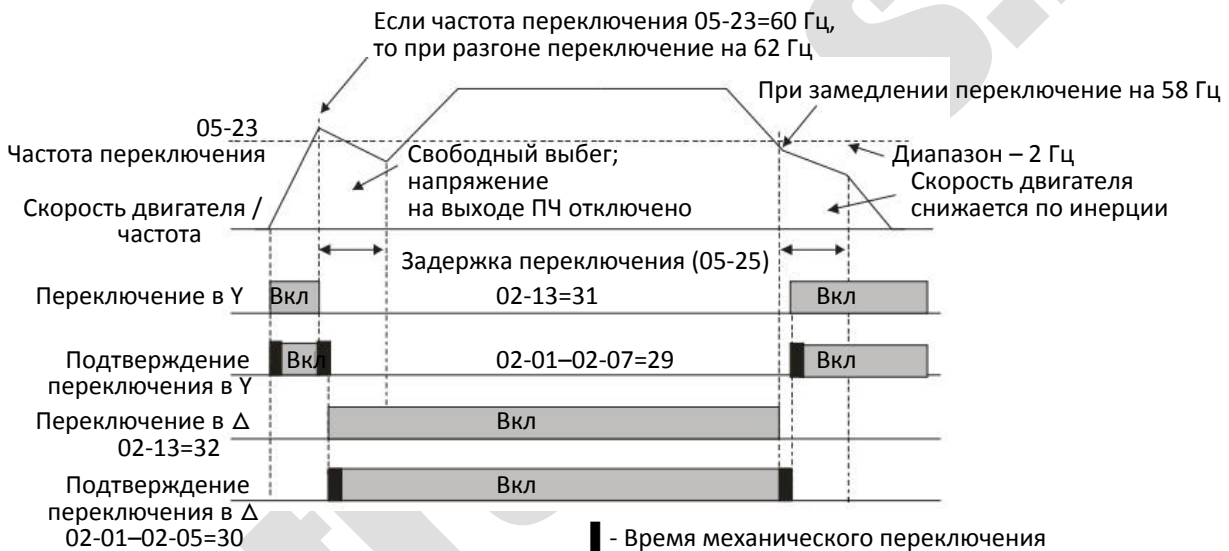 Если частота переключения 05-23=60 Гц,
то при разгоне переключение на 62 Гц
При замедлении переключение на 58 Гц
05-23
Частота переключения
Свободный выбег;
напряжение
на выходе ПЧ отключено
Диапазон – 2 Гц
Скорость двигателя
снижается по инерции
Скорость двигателя /
частота
Задержка переключения (05-25)
Переключение в Y
Вкл
02-13=31
Вкл
Подтверждение
переключения в Y
Вкл
02-01–02-07=29
Вкл
Переключение в Δ
02-13=32
Вкл
Подтверждение
переключения в Δ
02-01–02-05=30
Вкл
- Время механического переключения